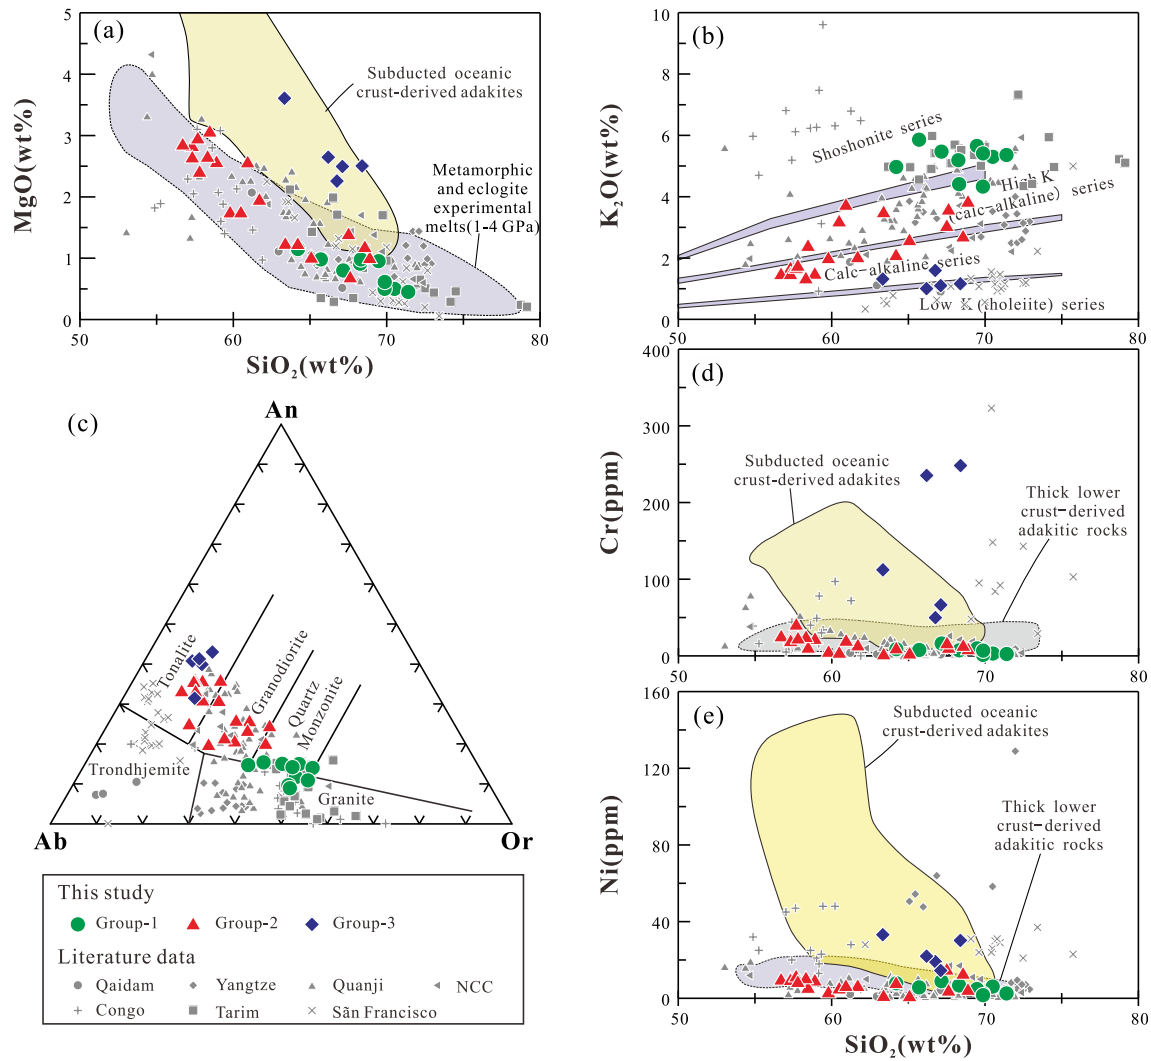 (a)
5
4
3
2
1
0
MgO(wt%)
50
60
70
80
SiO₂(wt%)
Subducted oceanic
crust-derived adakites
Metamorphic
and eclogite
experimental
melts(1-4 GPa)
(b)
10
8
6
4
2
0
K₂O(wt%)
50
60
70
80
Shoshonite series
High K
(calc-alkaline) series
Calc-alkaline series
Low K (tholeiite) series
(c)
An
Ab
Or
Tonalite
Granodiorite
Quartz
Monzonite
Trondhjemite
Granite
(d)
400
300
200
100
0
Cr(ppm)
50
60
70
80
Subducted oceanic
crust-derived adakites
Thick lower
crust-derived
adakitic rocks
(e)
160
120
80
40
0
Ni(ppm)
50
60
70
80
SiO₂(wt%)
Subducted oceanic
crust-derived adakites
Thick lower
crust-derived
adakitic rocks
This study
Group-1 Group-2 Group-3
Literature data
Qaidam Yangtze Quanji NCC
Congo Tarim Sãn Francisco